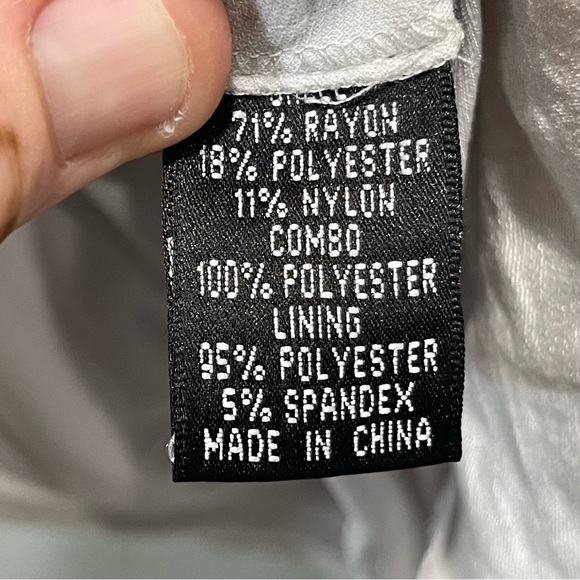 71% RAYON
18% POLYESTER
11% NYLON
COMBO
100% POLYESTER
LINING
95% POLYESTER
5% SPANDEX
MADE IN CHINA